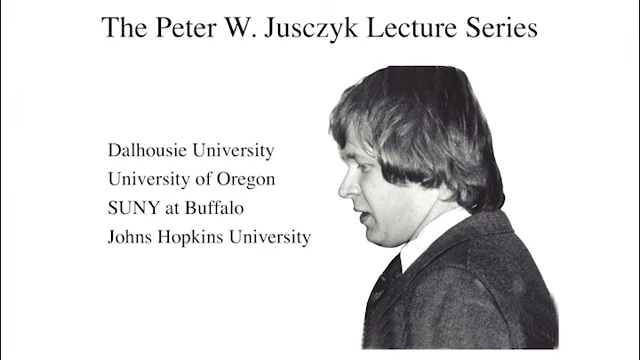 The Peter W. Jusczyk Lecture Series
Dalhousie University
University of Oregon
SUNY at Buffalo
Johns Hopkins University